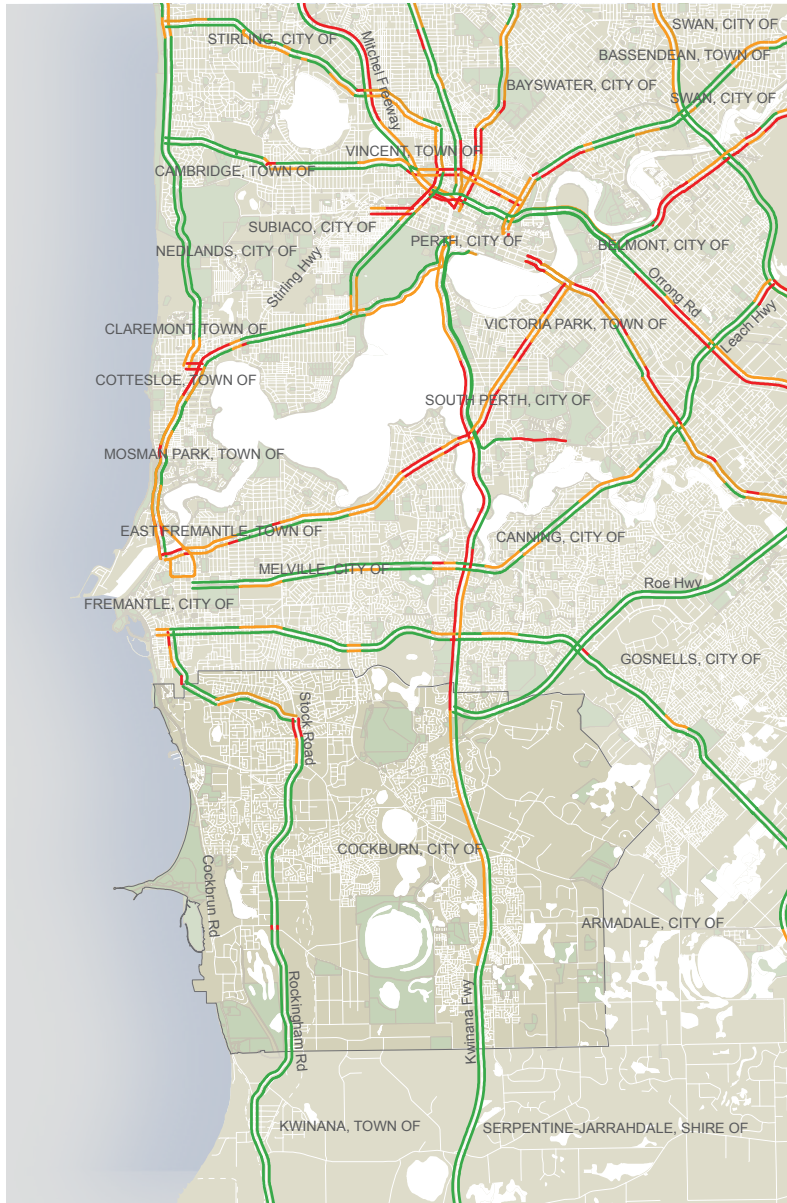 SWAN, CITY OF
STIRLING, CITY OF
Mitchel Freeway
BASSENDEAN, TOWN OF
BAYSWATER, CITY OF
SWAN, CITY OF
VINCENT, TOWN OF
CAMBRIDGE, TOWN OF
SUBIACO, CITY OF
PERTH, CITY OF
NEDLANDS, CITY OF
BELMONT, CITY OF
Stirling Hwy
Orrong Rd
Leach Hwy
CLAREMONT, TOWN OF
VICTORIA PARK, TOWN OF
COTTESLOE, TOWN OF
SOUTH PERTH, CITY OF
MOSMAN PARK, TOWN OF
EAST FREMANTLE, TOWN OF
CANNING, CITY OF
MELVILLE, CITY OF
Roe Hwy
FREMANTLE, CITY OF
GOSNELLS, CITY OF
Stock Road
COCKBURN, CITY OF
Cockbrun Rd
ARMADALE, CITY OF
Rockingham Rd
Kwinana Fwy
KWINANA, TOWN OF
SERPENTINE-JARRAHDALE, SHIRE OF